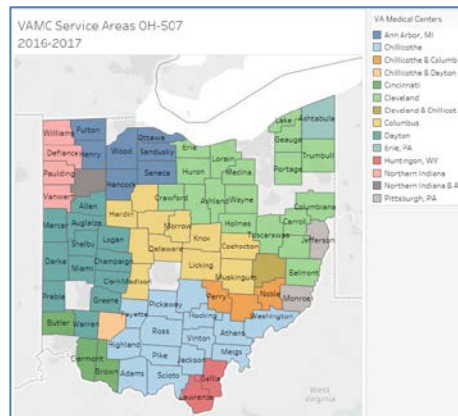 VAMC Service Areas OH-507
2016-2017
VA Medical Centers
Ann Arbor, MI
Chillicothe
Chillicothe & Columb
Chillicothe & Dayton
Cincinnati
Cleveland
Cleveland & Chillicot
Columbus
Dayton
Erie, PA
Huntingon, WY
Northern Indiana
Northern Indiana & A
Pittsburgh, PA
Williams
Fulton
Ottawa
Lake
Ashtabula
Defiance
Henry
Wood
Sandusky
Erie
Lorain
Geauga
Trumbull
Paulding
Seneca
Huron
Medina
Portage
Hancock
Vanwer
Allen
Crawford
Ashland
Wayne
Columbiana
Hardin
Carroll
Mercer
Auglaize
Morrow
Holmes
Tuscarawas
Jefferson
Shelby
Logan
Delaware
Knox
Coshocton
Darke
Champaign
Licking
Belmont
Miami
Clark
Madison
Muskingum
Noble
Monroe
Preble
Greene
Perry
Fayette
Pickaway
Hocking
Washington
Butler
Warren
Ross
Athens
Highland
Vinton
Clermont
Pike
Jackson
Meigs
Brown
Adams
Scioto
Gallia
Lawrence
West
Virginia